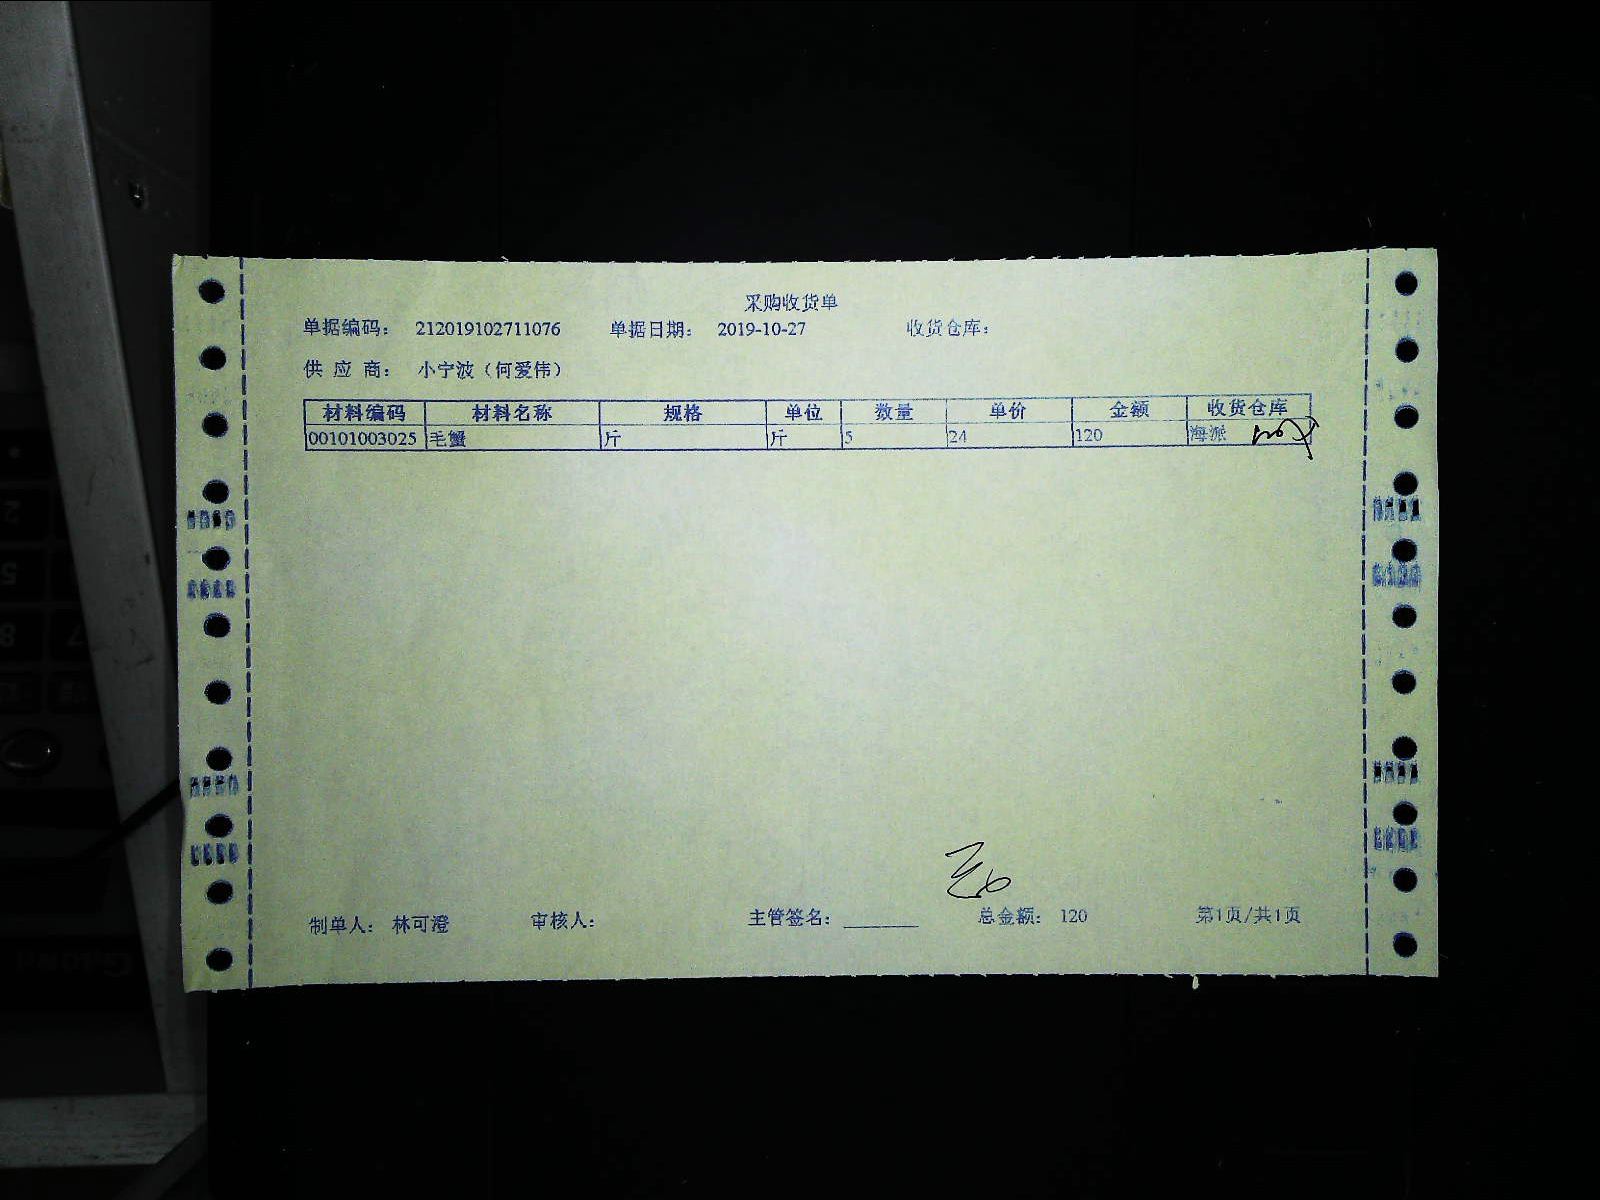 采购收货单
单据编码： 212019102711076 单据日期： 2019-10-27 收货仓库：
供 应 商： 小宁波（何爱伟）
材料编码 材料名称 规格 单位 数量 单价 金额 收货仓库
00101003025 毛蟹 斤 斤 5 24 120 海派
制单人： 林可澄 审核人： 主管签名：________ 总金额： 120 第1页/共1页